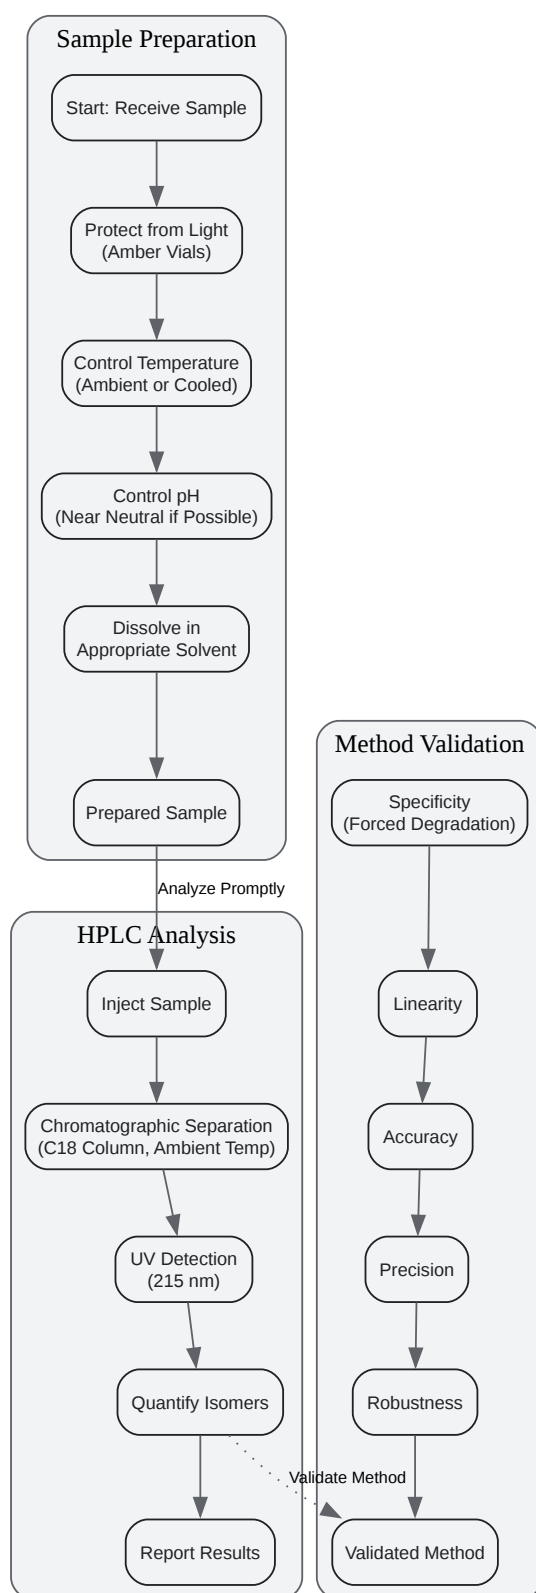 Sample Preparation
Start: Receive Sample
Protect from Light
(Amber Vials)
Control Temperature
(Ambient or Cooled)
Control pH
(Near Neutral if Possible)
Dissolve in
Appropriate Solvent
Prepared Sample
Analyze Promptly
HPLC Analysis
Inject Sample
Chromatographic Separation
(C18 Column, Ambient Temp)
UV Detection
(215 nm)
Quantify Isomers
Validate Method
Report Results
Method Validation
Specificity
(Forced Degradation)
Linearity
Accuracy
Precision
Robustness
Validated Method